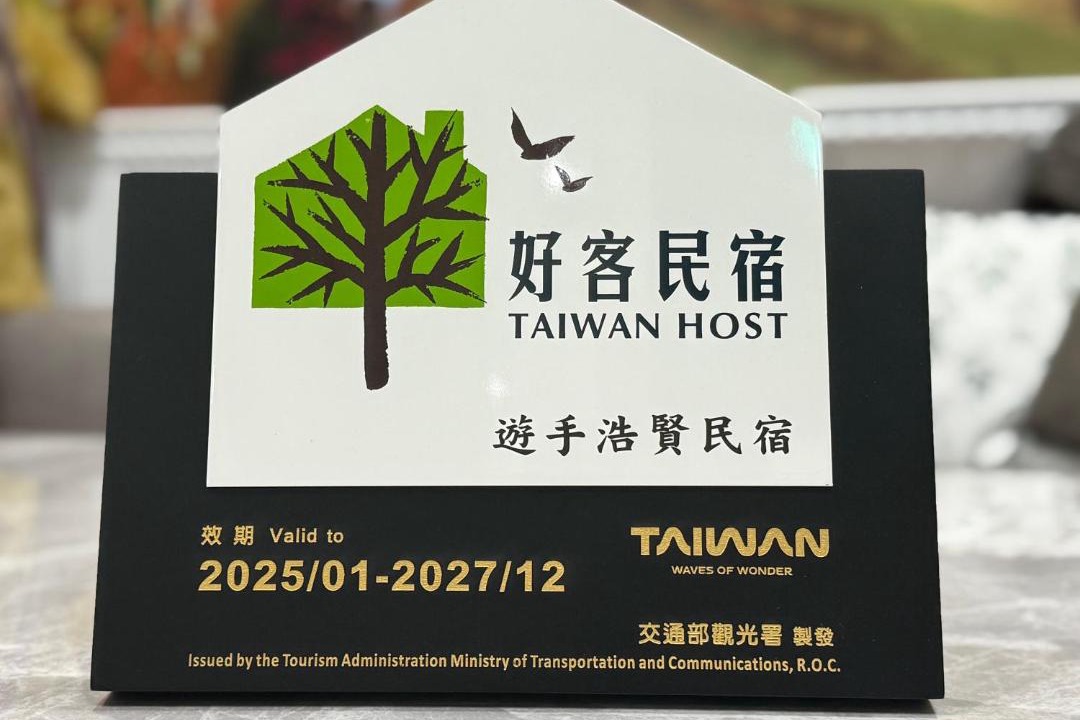 好客民宿
TAIWAN HOST
遊手浩賢民宿
效期 Valid to
2025/01-2027/12
TAIWAN
WAVES OF WONDER
交通部觀光署 製發
Issued by the Tourism Administration Ministry of Transportation and Communications, R.O.C.